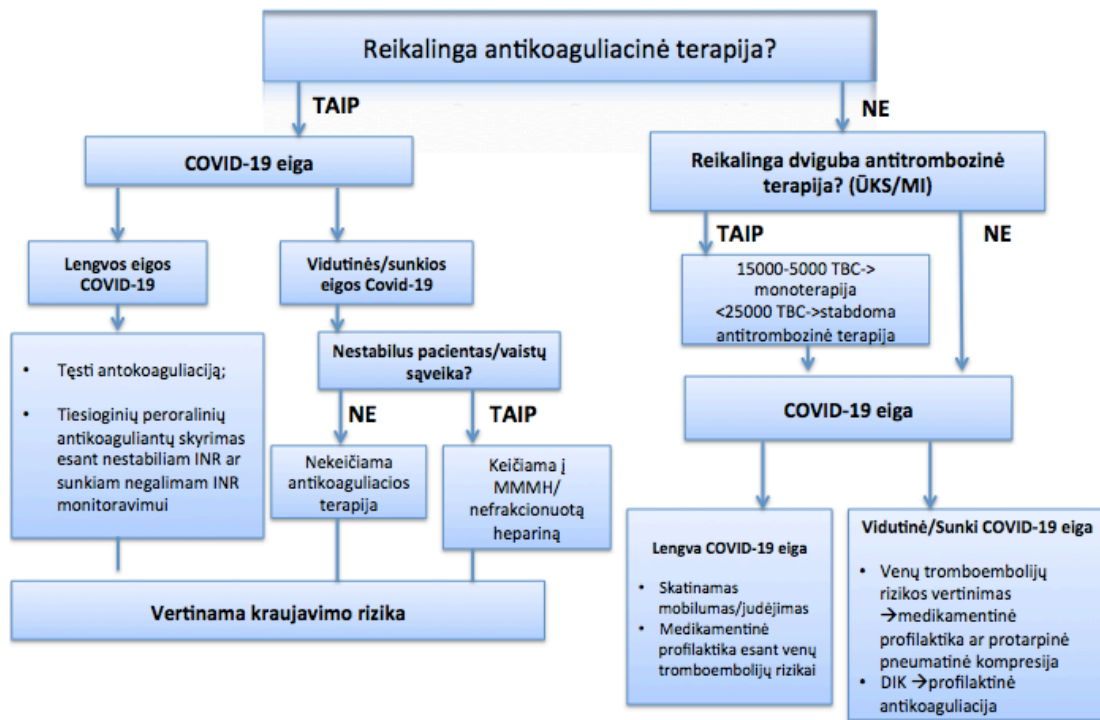 Reikalinga antikoaguliacinė terapija?
TAIP
NE
COVID-19 eiga
Lengvos eigos
COVID-19
Vidutinės/sunkios
eigos Covid-19
• Tęsti antokoaguliaciją;
• Tiesioginių peroralinių
antikoaguliantų skyrimas
esant nestabiliam INR ar
sunkiam negalimam INR
monitoravimui
Nestabilus pacientas/vaistų
sąveika?
NE
TAIP
Nekeičiama
antikoaguliacios
terapija
Keičiama į
MMMH/
nefrakcionuotą
hepariną
Vertinama kraujavimo rizika
Reikalinga dviguba antitrombozinė
terapija? (ŪKS/MI)
TAIP
NE
15000-5000 TBC->
monoterapija
<25000 TBC->stabdoma
antitrombozinė terapija
COVID-19 eiga
Lengva COVID-19 eiga
• Skatinamas
mobilumas/judėjimas
• Medikamentinė
profilaktika esant venų
tromboembolijų rizikai
Vidutinė/Sunki COVID-19 eiga
• Venų tromboembolijų
rizikos vertinimas
→medikamentinė
profilaktika ar protarpinė
pneumatinė kompresija
• DIK →profilaktinė
antikoaguliacija